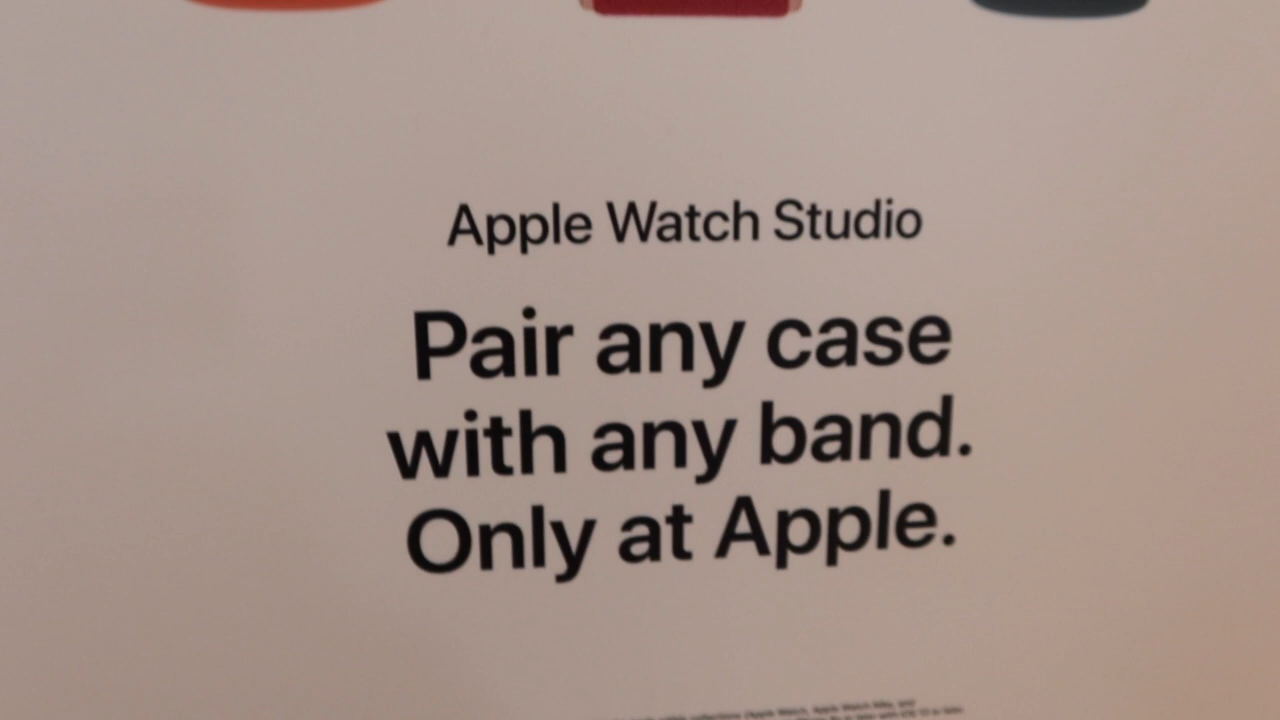 Apple Watch Studio
Pair any case
with any band.
Only at Apple.